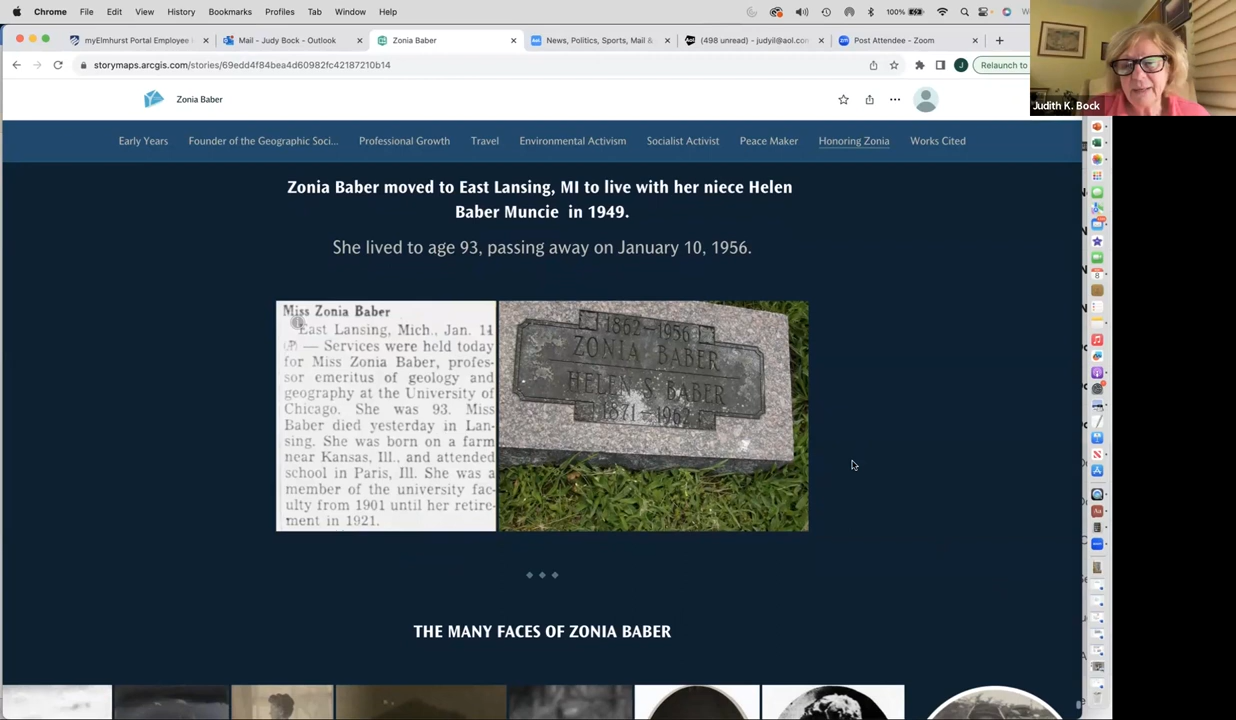 Chrome File Edit View History Bookmarks Profiles Tab Window Help 100%
myElmhurst Portal Employee Mail - Judy Bock - Outlook Zonia Baber News, Politics, Sports, Mail & (498 unread) - judyil@aol.com Post Attendee - Zoom
storymaps.arcgis.com/stories/69edd4f84bea4d60982fc42187210b14 J Relaunch to
Judith K. Bock
Zonia Baber
Early Years Founder of the Geographic Soci... Professional Growth Travel Environmental Activism Socialist Activist Peace Maker Honoring Zonia Works Cited
Zonia Baber moved to East Lansing, MI to live with her niece Helen
Baber Muncie in 1949.
She lived to age 93, passing away on January 10, 1956.
Miss Zonia Baber
East Lansing, Mich., Jan. 11
— Services were held today
for Miss Zonia Baber, profes-
sor emeritus of geology and
geography at the University of
Chicago. She was 93. Miss
Baber died yesterday in Lan-
sing. She was born on a farm
near Kansas, Ill., and attended
school in Paris, Ill. She was a
member of the university fac-
ulty from 1901 until her retire-
ment in 1921.
1862-1956
ZONIA BABER
HELEN S BABER
1871-1962
THE MANY FACES OF ZONIA BABER